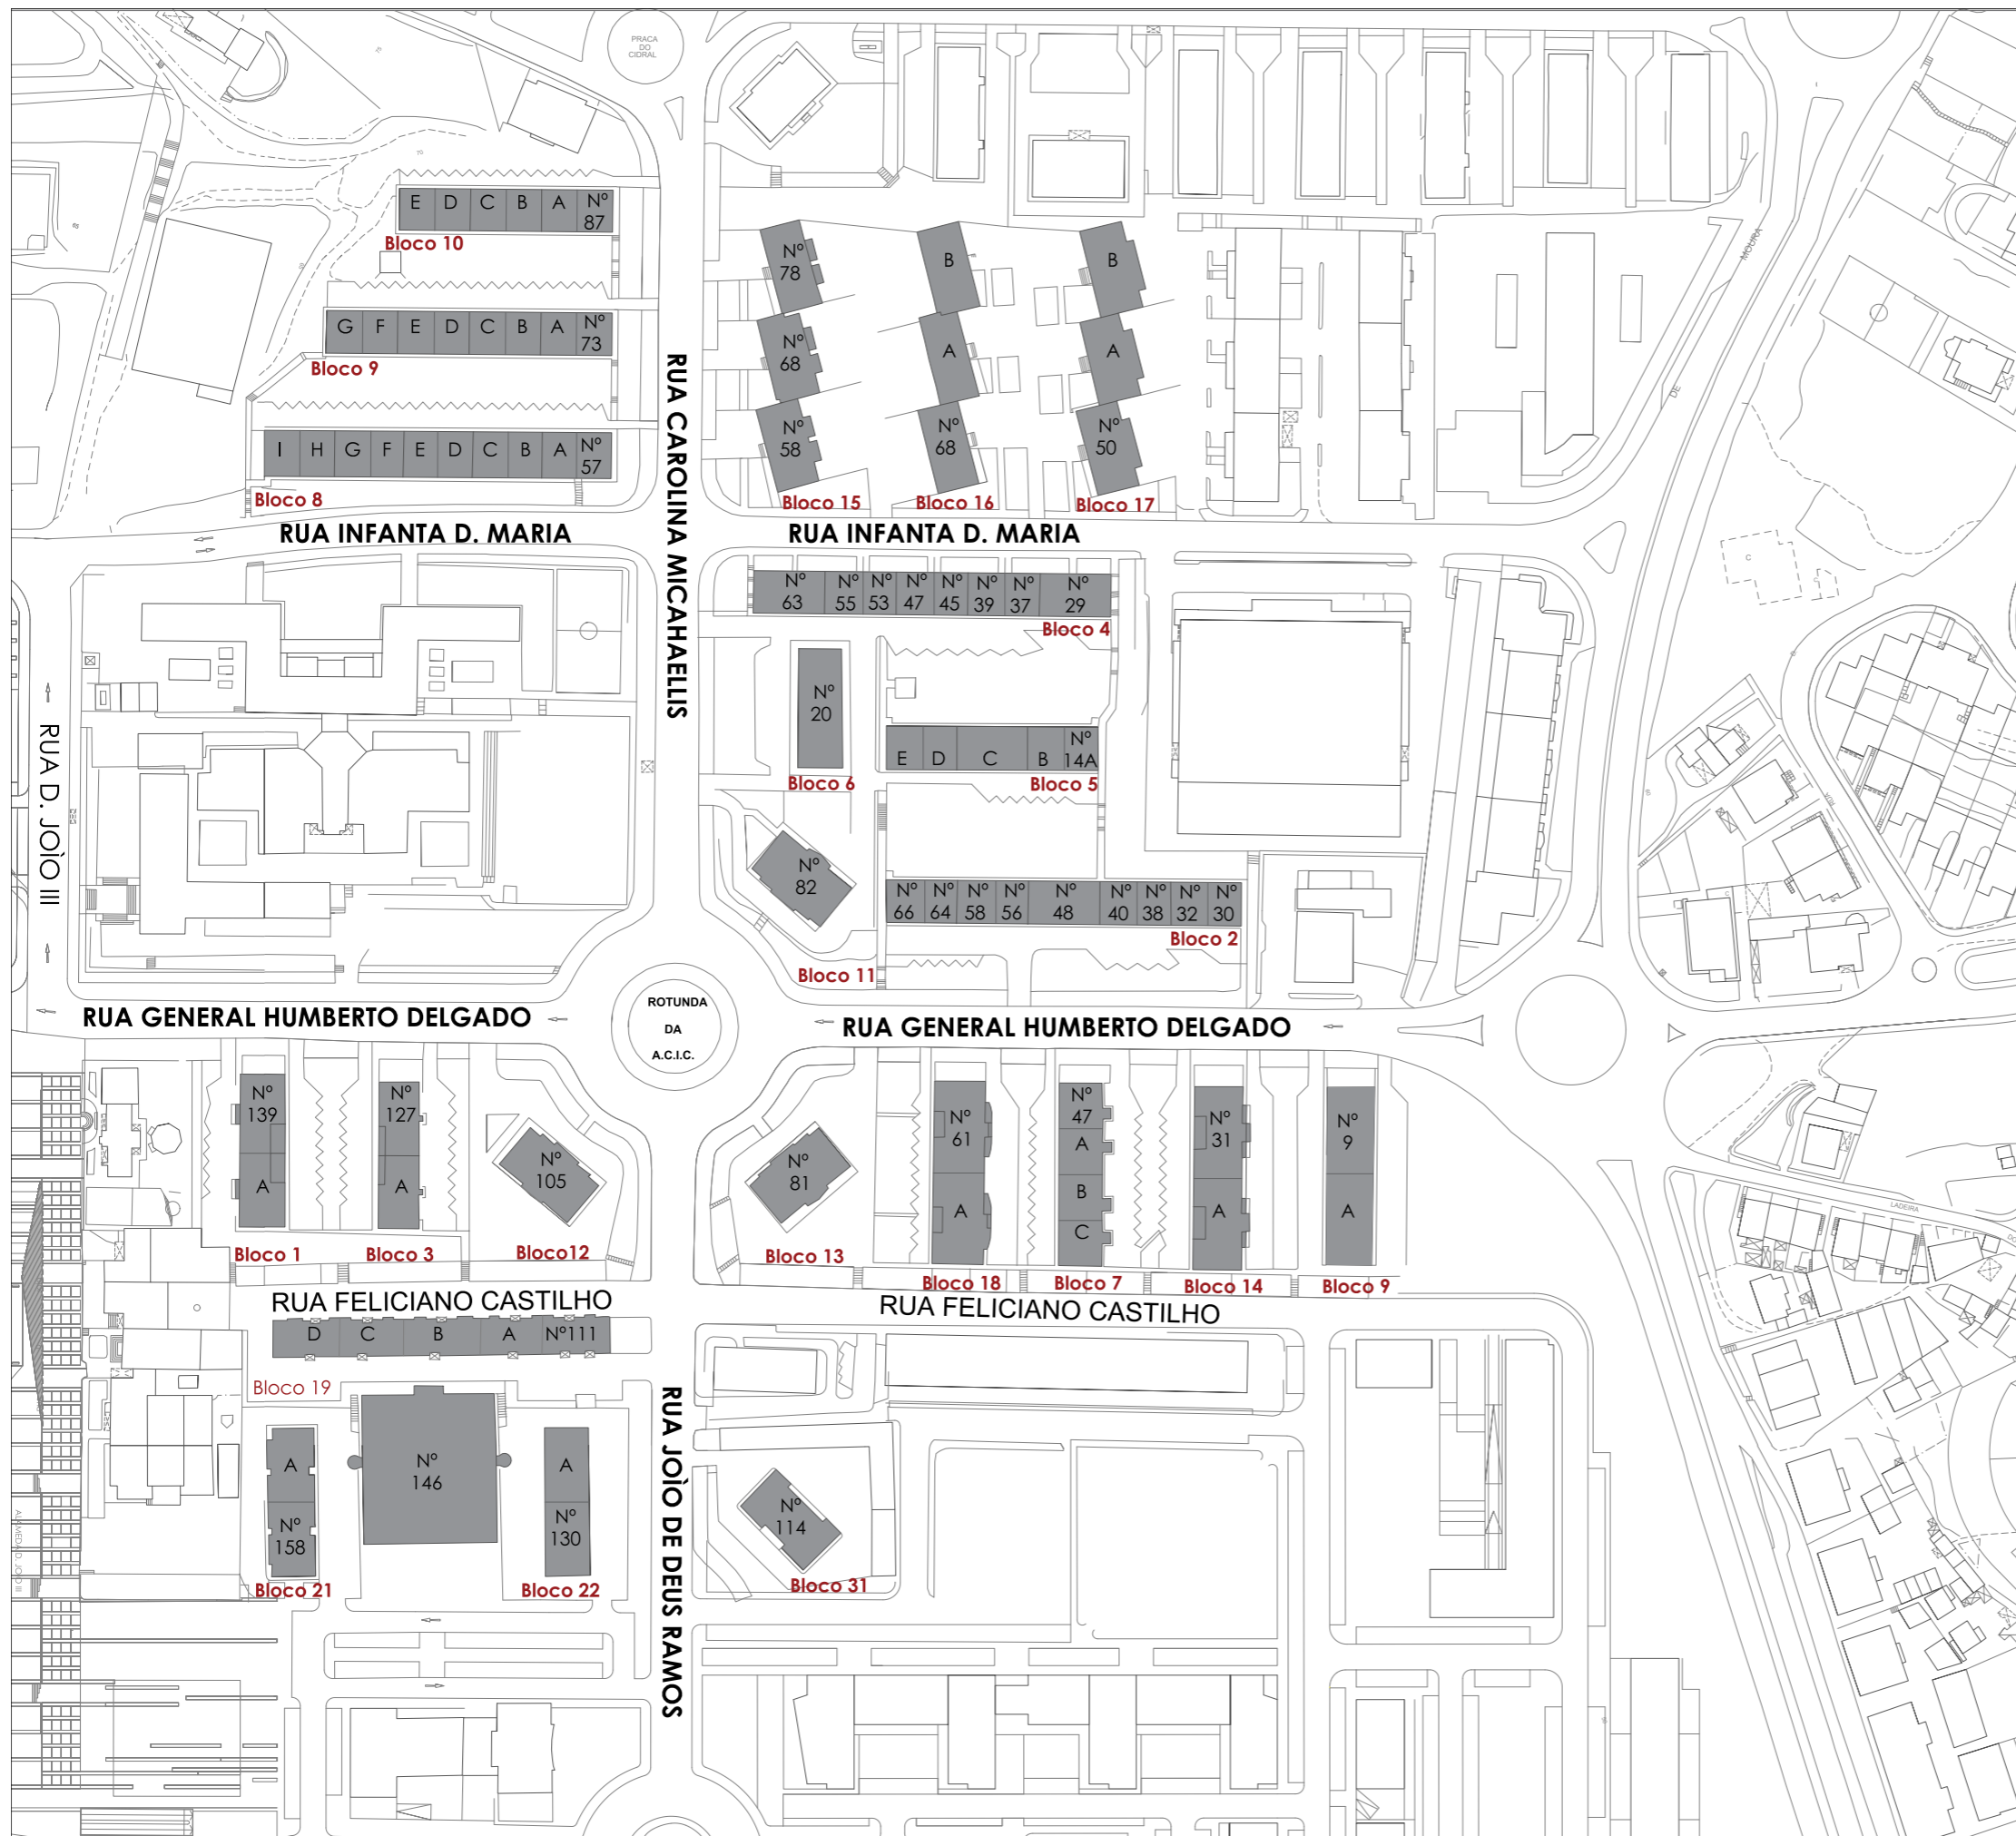 PRACA
DO
CIDRAL
E D C B A Nº
87
Bloco 10
G F E D C B A Nº
73
Bloco 9
I H G F E D C B A Nº
57
Bloco 8
RUA INFANTA D. MARIA
RUA CAROLINA MICAHAELLIS
Nº
78
Nº
68
Nº
58
Bloco 15
B
A
Nº
68
Bloco 16
B
A
Nº
50
Bloco 17
RUA INFANTA D. MARIA
MOURA
DE
Nº Nº Nº Nº Nº Nº Nº Nº
63 55 53 47 45 39 37 29
Bloco 4
Nº
20
Bloco 6
E D C B Nº
14A
Bloco 5
Nº
82
Bloco 11
Nº Nº Nº Nº Nº Nº Nº Nº Nº
66 64 58 56 48 40 38 32 30
Bloco 2
C
C
RUA
RUA D. JOÌO III
RUA GENERAL HUMBERTO DELGADO
ROTUNDA
DA
A.C.I.C.
RUA GENERAL HUMBERTO DELGADO
Nº
139
A
Bloco 1
Nº
127
A
Bloco 3
Nº
105
Bloco12
Nº
81
Bloco 13
Nº
61
A
Bloco 18
Nº
47
A
B
C
Bloco 7
Nº
31
A
Bloco 14
Nº
9
A
Bloco 9
LADEIRA
DO
RUA FELICIANO CASTILHO
RUA FELICIANO CASTILHO
D C B A Nº111
Bloco 19
A
Nº
158
Bloco 21
Nº
146
A
Nº
130
Bloco 22
RUA JOÌO DE DEUS RAMOS
Nº
114
Bloco 31
ALAMEDA D. JOÌO III